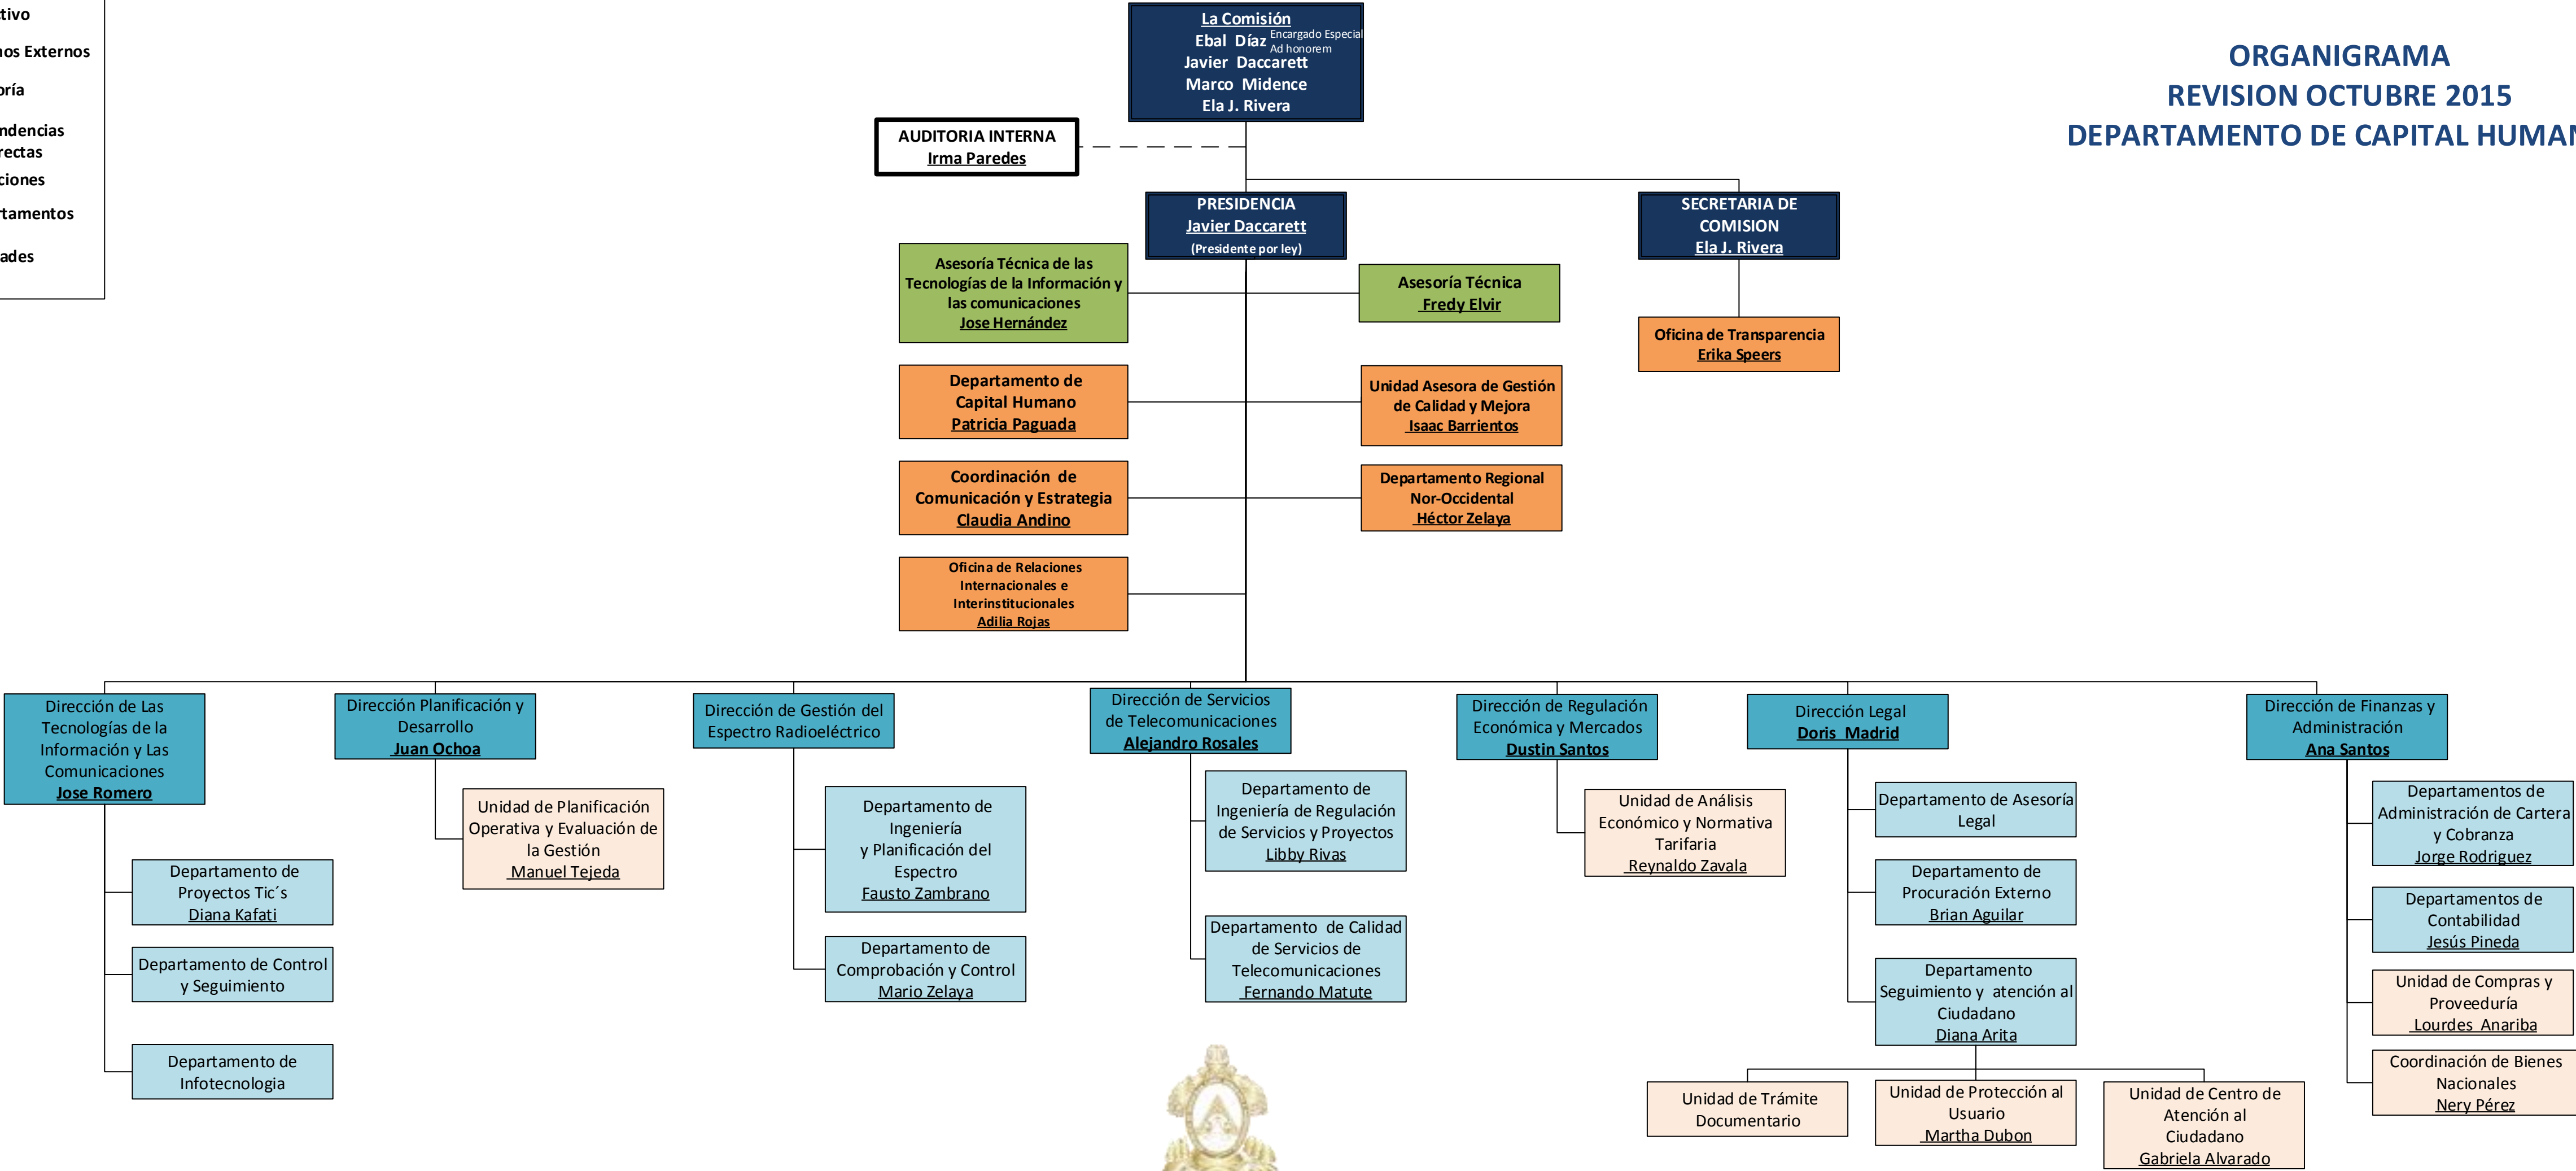 Externos
La Comisión
Ebal Díaz Encargado Especial
Ad honorem
Javier Daccarett
Marco Midence
Ela J. Rivera
ORGANIGRAMA
REVISION OCTUBRE 2015
DEPARTAMENTO DE CAPITAL
AUDITORIA INTERNA
Irma Paredes
PRESIDENCIA
Javier Daccarett
(Presidente por ley)
SECRETARIA DE
COMISION
Ela J. Rivera
Asesoría Técnica de las
Tecnologías de la Información y
las comunicaciones
Jose Hernández
Asesoría Técnica
Fredy Elvir
Oficina de Transparencia
Erika Speers
Departamento de
Capital Humano
Patricia Paguada
Unidad Asesora de Gestión
de Calidad y Mejora
Isaac Barrientos
Coordinación de
Comunicación y Estrategia
Claudia Andino
Departamento Regional
Nor-Occidental
Héctor Zelaya
Oficina de Relaciones
Internacionales e
Interinstitucionales
Adilia Rojas
Dirección de Las
Tecnologías de la
Información y Las
Comunicaciones
Jose Romero
Departamento de
Proyectos Tic´s
Diana Kafati
Departamento de Control
y Seguimiento
Departamento de
Infotecnologia
Dirección Planificación y
Desarrollo
Juan Ochoa
Unidad de Planificación
Operativa y Evaluación de
la Gestión
Manuel Tejeda
Dirección de Gestión del
Espectro Radioeléctrico
Departamento de
Ingeniería
y Planificación del
Espectro
Fausto Zambrano
Departamento de
Comprobación y Control
Mario Zelaya
Dirección de Servicios
de Telecomunicaciones
Alejandro Rosales
Departamento de
Ingeniería de Regulación
de Servicios y Proyectos
Libby Rivas
Departamento de Calidad
de Servicios de
Telecomunicaciones
Fernando Matute
Dirección de Regulación
Económica y Mercados
Dustin Santos
Unidad de Análisis
Económico y Normativa
Tarifaria
Reynaldo Zavala
Dirección Legal
Doris Madrid
Departamento de Asesoría
Legal
Departamento de
Procuración Externo
Brian Aguilar
Departamento
Seguimiento y atención al
Ciudadano
Diana Arita
Unidad de Trámite
Documentario
Unidad de Protección al
Usuario
Martha Dubon
Unidad de Centro de
Atención al
Ciudadano
Gabriela Alvarado
Dirección de Finanzas y
Administración
Ana Santos
Departamentos de
Administración de Cartera
y Cobranza
Jorge Rodriguez
Departamentos de
Contabilidad
Jesús Pineda
Unidad de Compras y
Proveeduría
Lourdes Anariba
Coordinación de Bienes
Nacionales
Nery Pérez